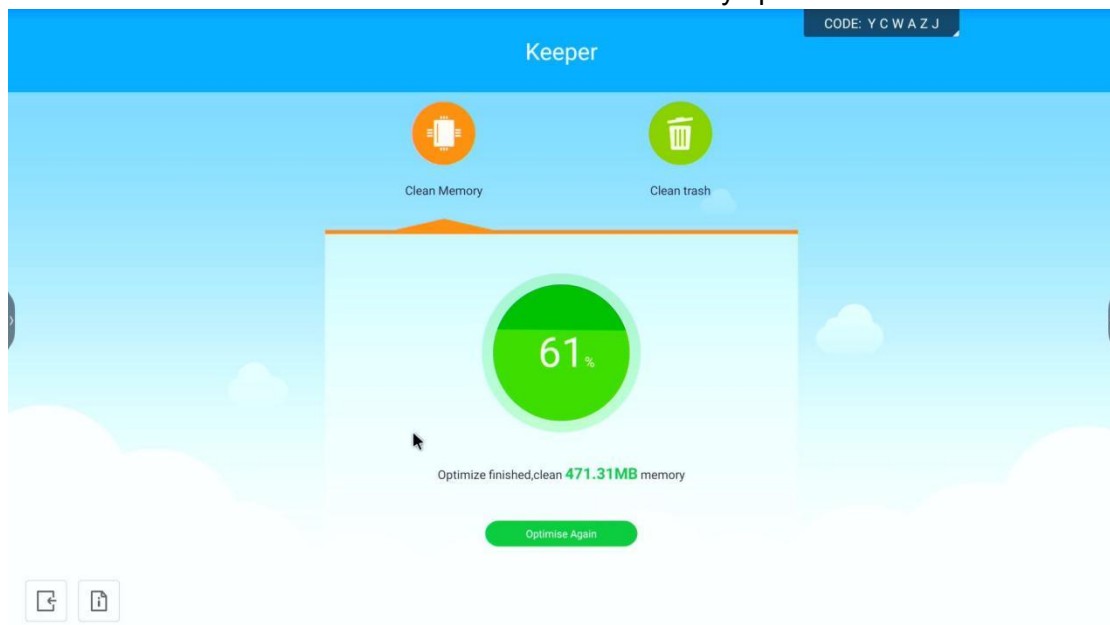 CODE: Y C W A Z J
Keeper
Clean Memory
Clean trash
61%
Optimize finished,clean 471.31MB memory
Optimise Again